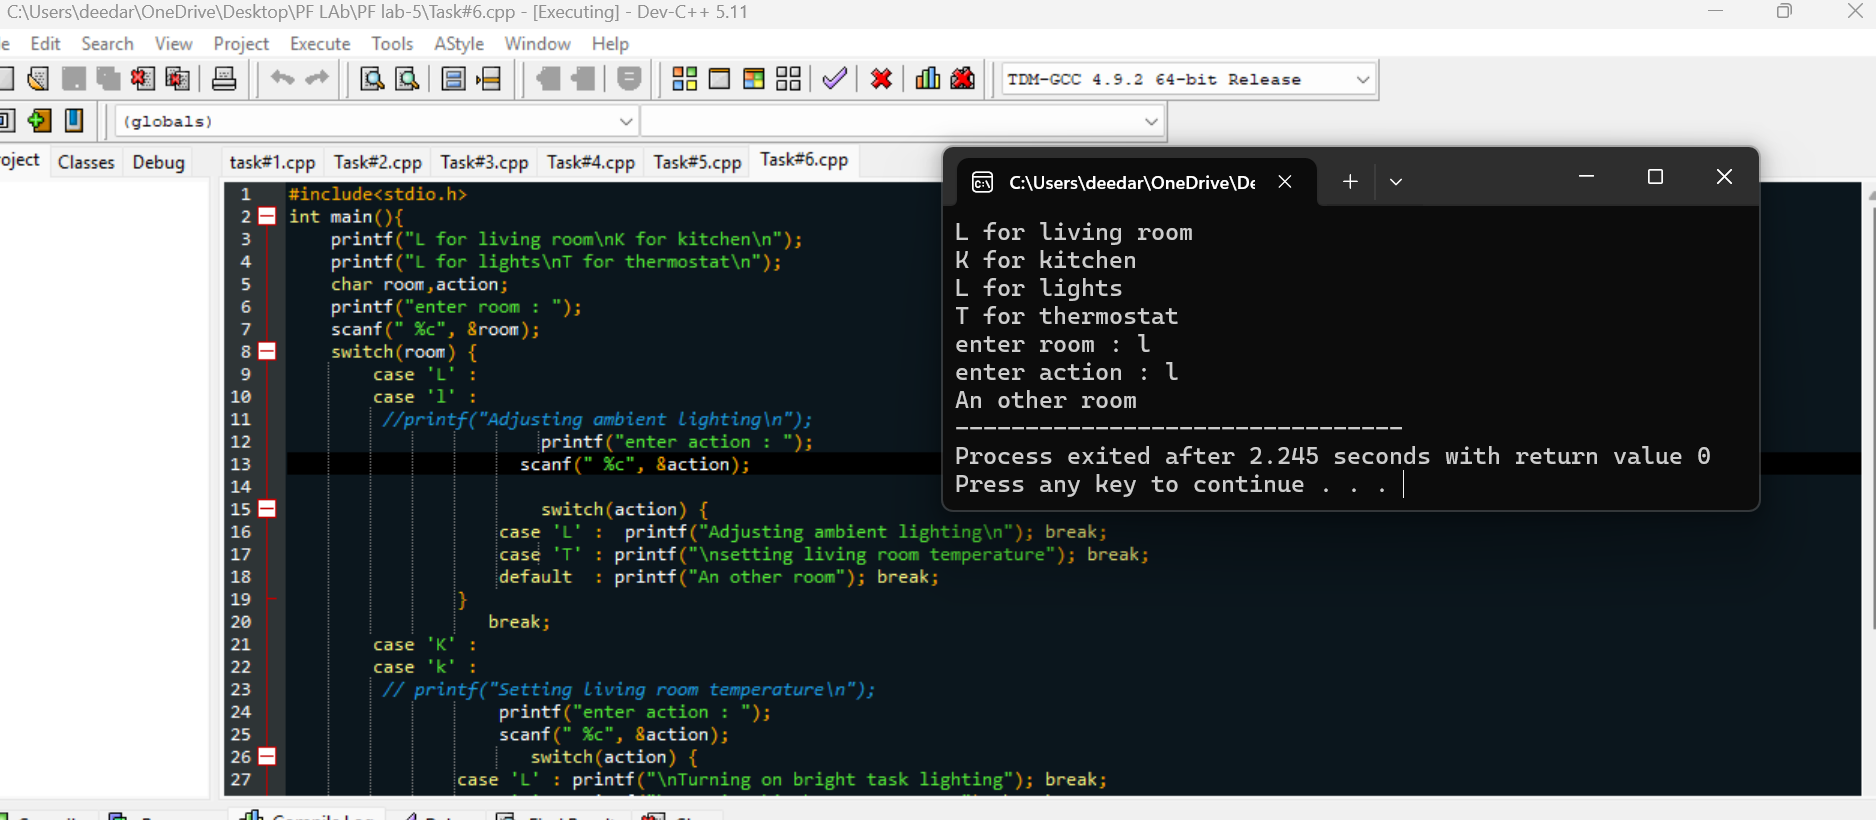 C:\Users\deedar\OneDrive\Desktop\PF LAb\PF lab-5\Task#6.cpp - [Executing] - Dev-C++ 5.11
Edit Search View Project Execute Tools AStyle Window Help
TDM-GCC 4.9.2 64-bit Release
(globals)
oject Classes Debug task#1.cpp Task#2.cpp Task#3.cpp Task#4.cpp Task#5.cpp Task#6.cpp
1 #include<stdio.h>
2 int main(){
3 printf("L for living room\nK for kitchen\n");
4 printf("L for lights\nT for thermostat\n");
5 char room,action;
6 printf("enter room : ");
7 scanf(" %c", &room);
8 switch(room) {
9 case 'L' :
10 case 'l' :
11 //printf("Adjusting ambient lighting\n");
12 printf("enter action : ");
13 scanf(" %c", &action);
14
15 switch(action) {
16 case 'L' : printf("Adjusting ambient lighting\n"); break;
17 case 'T' : printf("\nsetting living room temperature"); break;
18 default : printf("An other room"); break;
19 }
20 break;
21 case 'K' :
22 case 'k' :
23 // printf("Setting living room temperature\n");
24 printf("enter action : ");
25 scanf(" %c", &action);
26 switch(action) {
27 case 'L' : printf("\nTurning on bright task lighting"); break;
C:\Users\deedar\OneDrive\De
L for living room
K for kitchen
L for lights
T for thermostat
enter room : l
enter action : l
An other room
--------------------------------
Process exited after 2.245 seconds with return value 0
Press any key to continue . . .